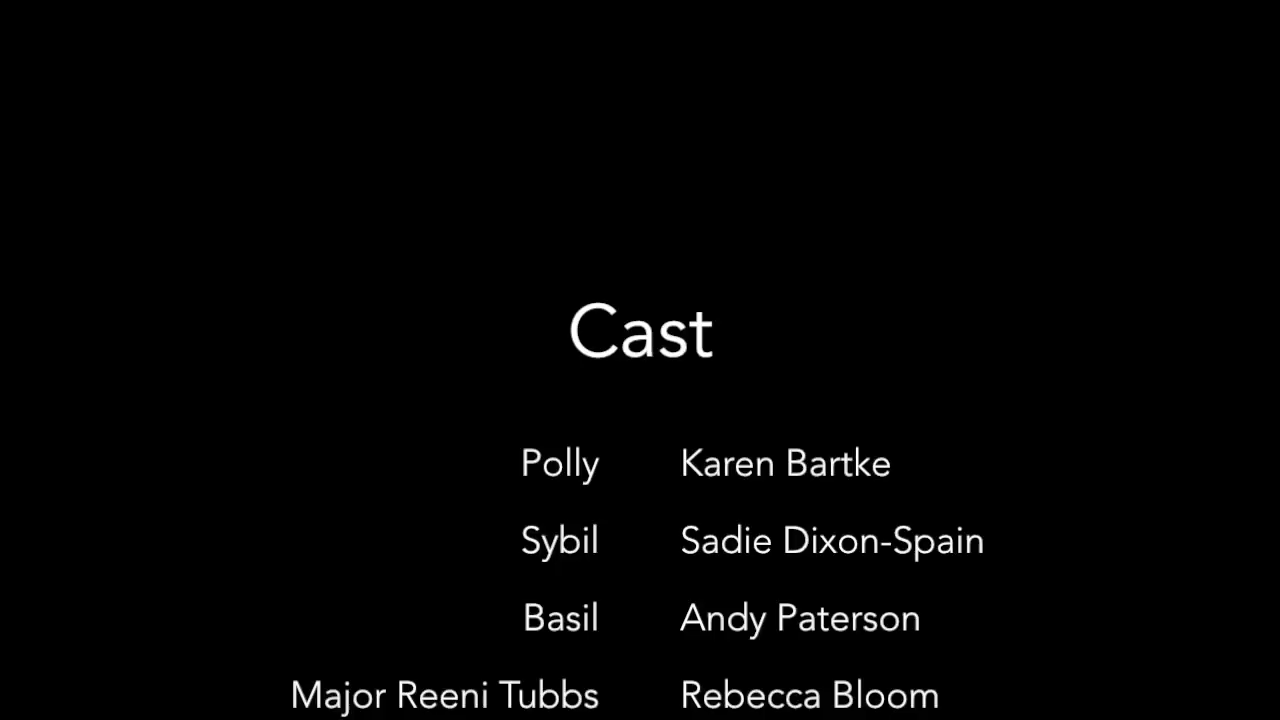 Cast
Polly Karen Bartke
Sybil Sadie Dixon-Spain
Basil Andy Paterson
Major Reeni Tubbs Rebecca Bloom